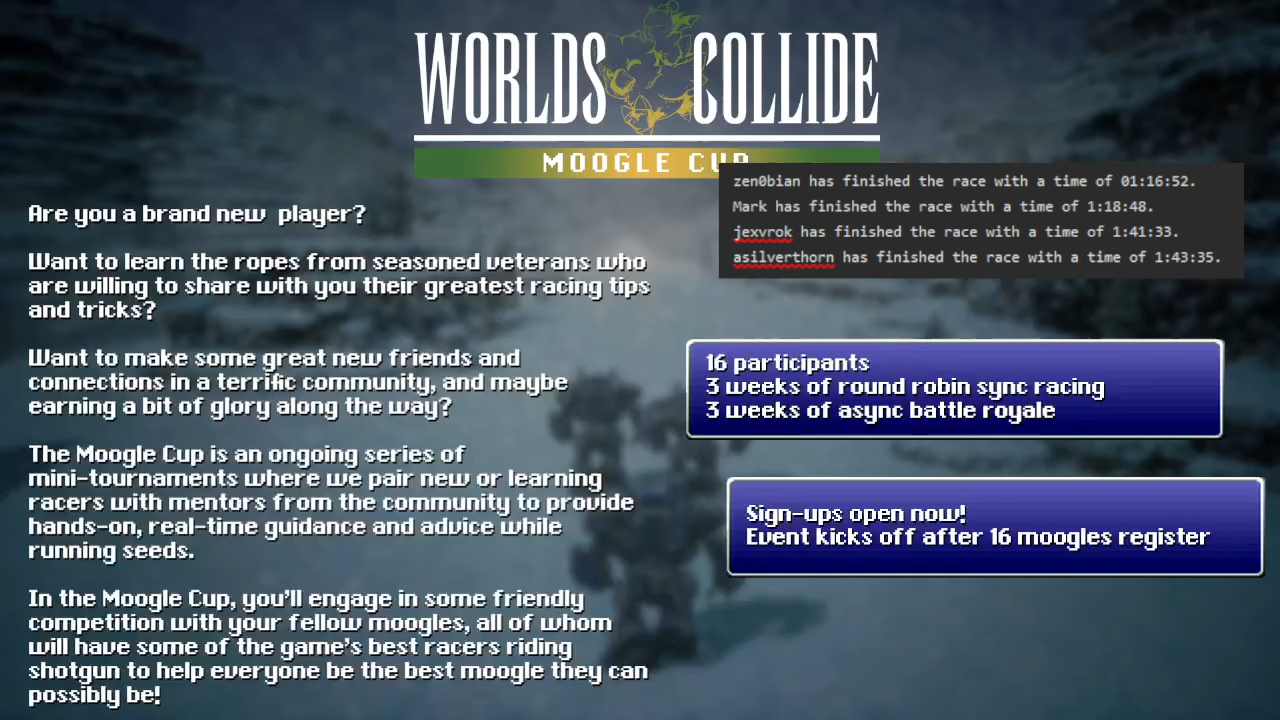 WORLDS COLLIDE
MOOGLE CUP
zen0bian has finished the race with a time of 01:16:52.
Mark has finished the race with a time of 1:18:48.
jexvrok has finished the race with a time of 1:41:33.
asilverthorn has finished the race with a time of 1:43:35.
Are you a brand new player?
Want to learn the ropes from seasoned veterans who
are willing to share with you their greatest racing tips
and tricks?
Want to make some great new friends and
connections in a terrific community, and maybe
earning a bit of glory along the way?
The Moogle Cup is an ongoing series of
mini-tournaments where we pair new or learning
racers with mentors from the community to provide
hands-on, real-time guidance and advice while
running seeds.
In the Moogle Cup, you'll engage in some friendly
competition with your fellow moogles, all of whom
will have some of the game's best racers riding
shotgun to help everyone be the best moogle they can
possibly be!
16 participants
3 weeks of round robin sync racing
3 weeks of async battle royale
Sign-ups open now!
Event kicks off after 16 moogles register